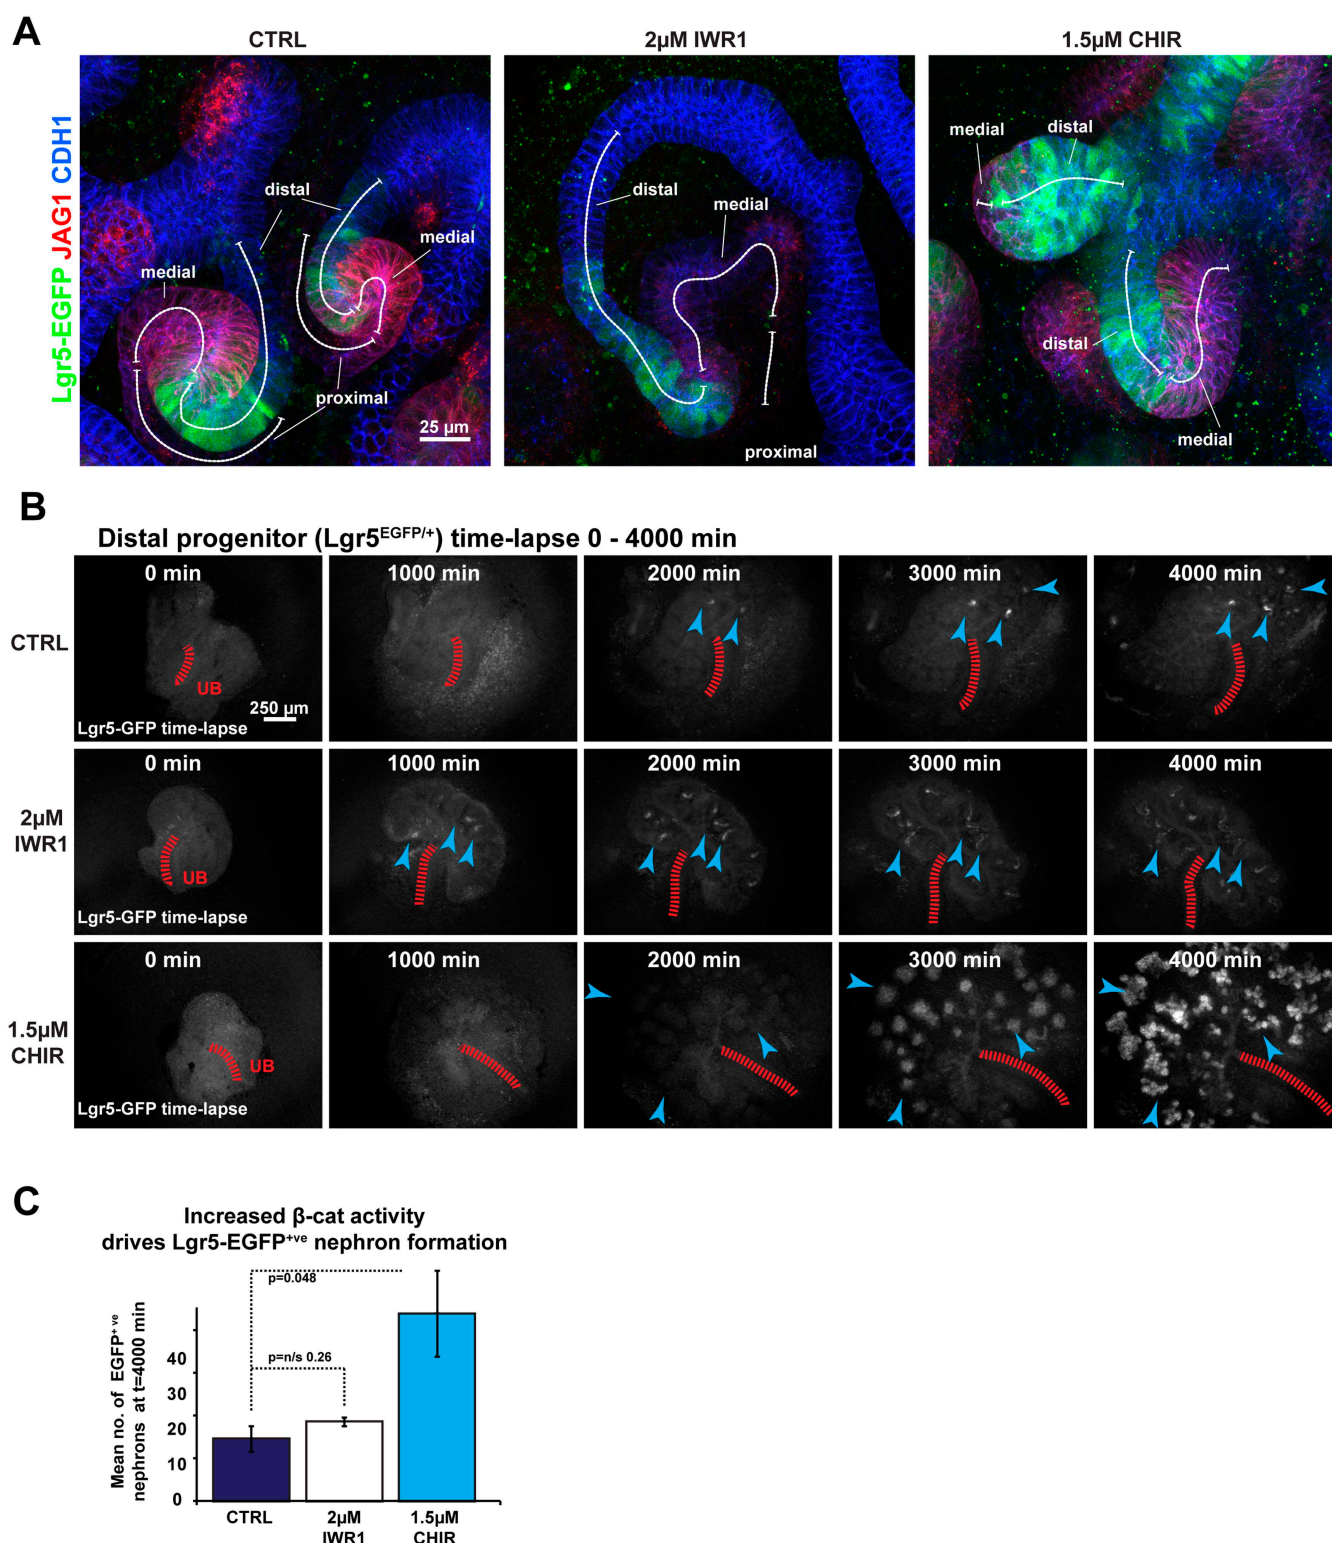 A
CTRL
2µM IWR1
1.5µM CHIR
Lgr5-EGFP JAG1 CDH1
distal
medial
medial
proximal
25 µm
distal
medial
proximal
medial
distal
distal
medial
B
Distal progenitor (Lgr5EGFP/+) time-lapse 0 - 4000 min
CTRL
0 min
UB
250 µm
Lgr5-GFP time-lapse
1000 min
2000 min
3000 min
4000 min
2µM
IWR1
0 min
UB
Lgr5-GFP time-lapse
1000 min
2000 min
3000 min
4000 min
1.5µM
CHIR
0 min
UB
Lgr5-GFP time-lapse
1000 min
2000 min
3000 min
4000 min
C
Increased β-cat activity
drives Lgr5-EGFP+ve nephron formation
Mean no. of EGFP+ve
nephrons at t=4000 min
p=0.048
p=n/s 0.26
40
30
20
10
0
CTRL
2µM
IWR1
1.5µM
CHIR